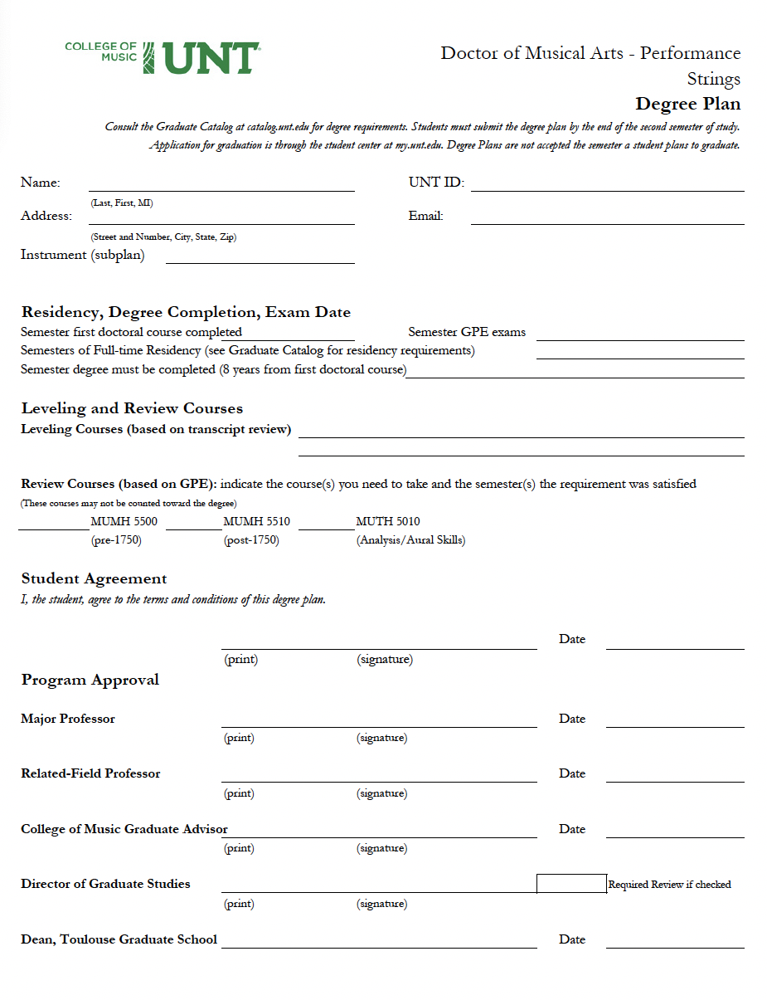 COLLEGE OF
MUSIC
UNT
Doctor of Musical Arts - Performance
Strings
Degree Plan
Consult the Graduate Catalog at catalog.unt.edu for degree requirements. Students must submit the degree plan by the end of the second semester of study.
Application for graduation is through the student center at my.unt.edu. Degree Plans are not accepted the semester a student plans to graduate.
Name: UNT ID:
(Last, First, MI)
Address: Email:
(Street and Number, City, State, Zip)
Instrument (subplan)
Residency, Degree Completion, Exam Date
Semester first doctoral course completed Semester GPE exams
Semesters of Full-time Residency (see Graduate Catalog for residency requirements)
Semester degree must be completed (8 years from first doctoral course)
Leveling and Review Courses
Leveling Courses (based on transcript review)
Review Courses (based on GPE): indicate the course(s) you need to take and the semester(s) the requirement was satisfied
(These courses may not be counted toward the degree)
MUMH 5500 MUMH 5510 MUTH 5010
(pre-1750) (post-1750) (Analysis/Aural Skills)
Student Agreement
I, the student, agree to the terms and conditions of this degree plan.
Date
(print) (signature)
Program Approval
Major Professor Date
(print) (signature)
Related-Field Professor Date
(print) (signature)
College of Music Graduate Advisor Date
(print) (signature)
Director of Graduate Studies Required Review if checked
(print) (signature)
Dean, Toulouse Graduate School Date